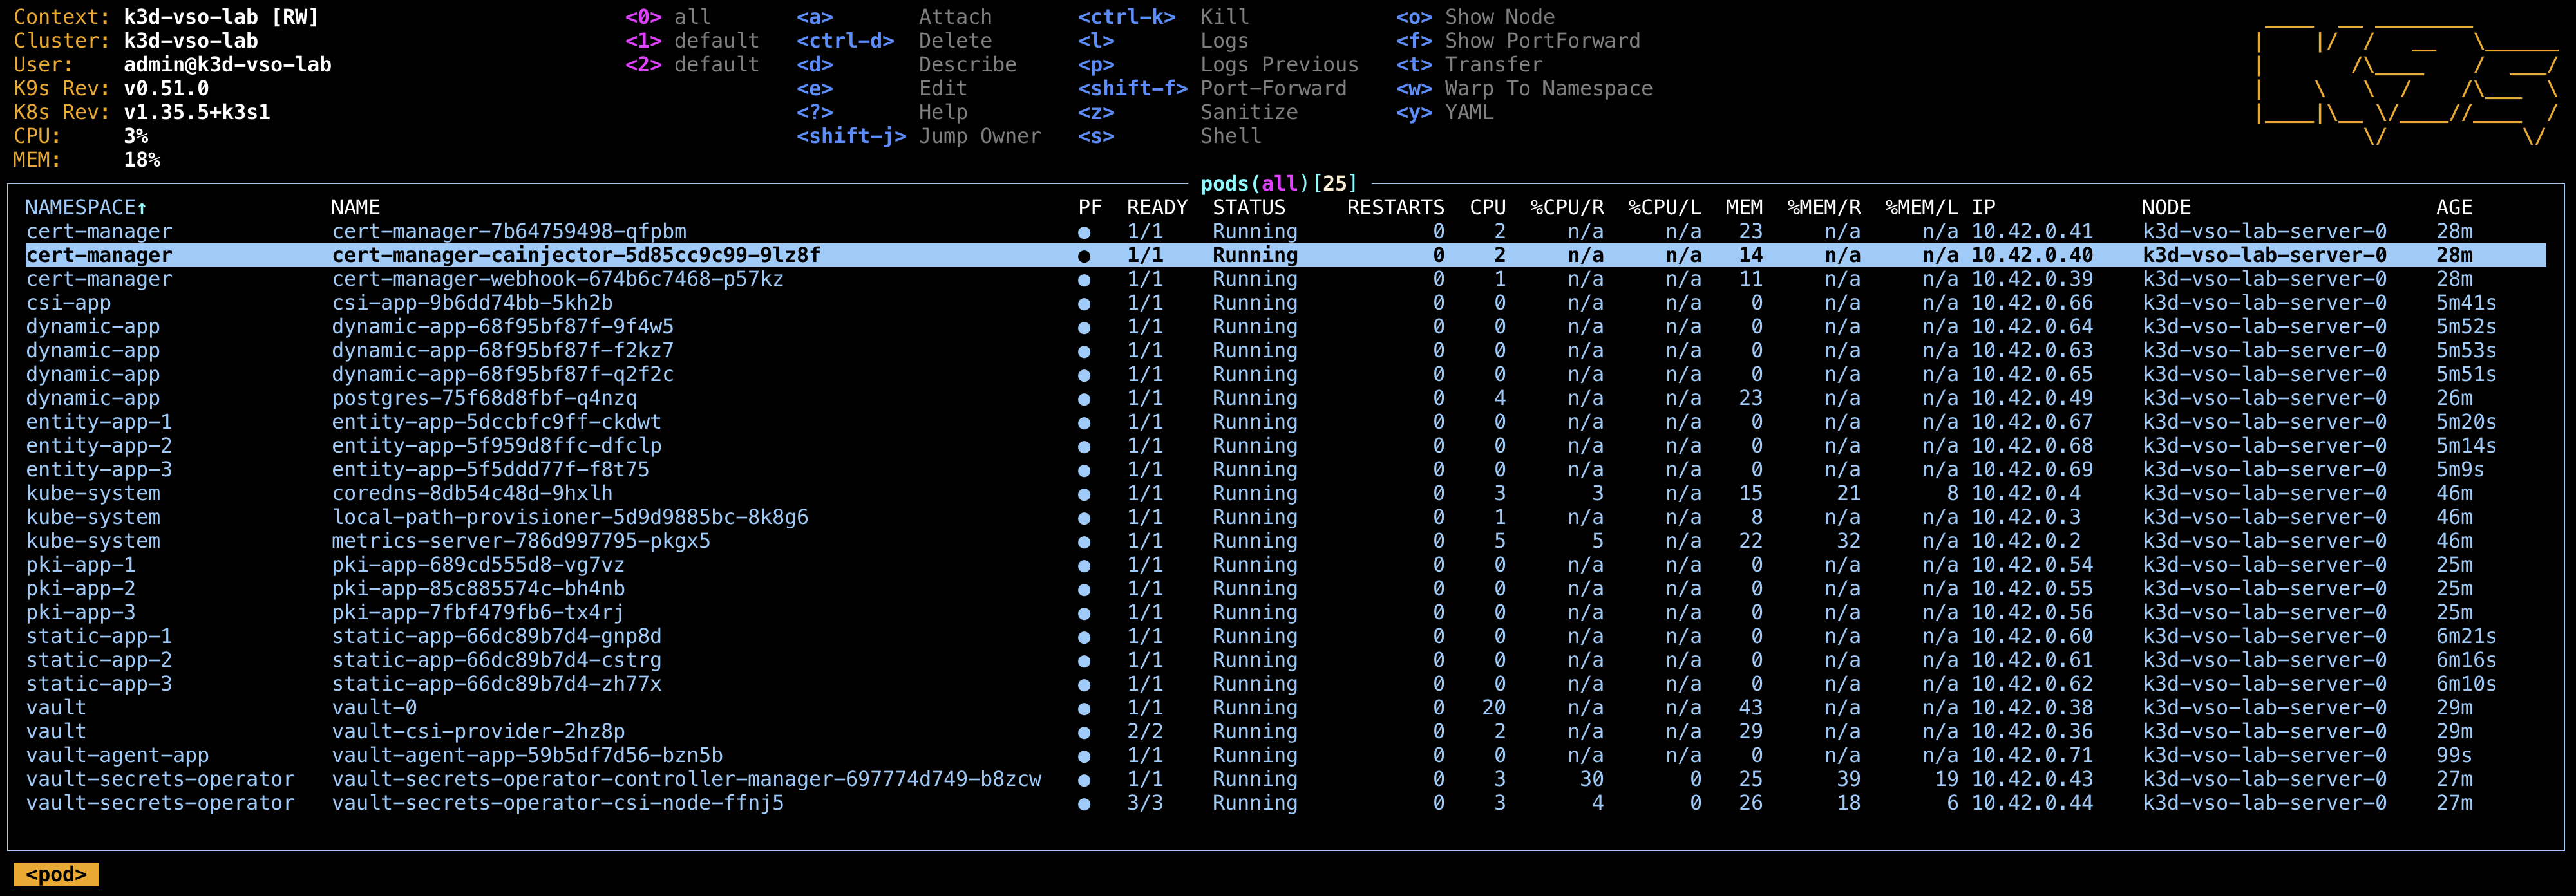 Context: k3d-vso-lab [RW] <0> all <a> Attach <ctrl-k> Kill <o> Show Node
Cluster: k3d-vso-lab <1> default <ctrl-d> Delete <l> Logs <f> Show PortForward
User: admin@k3d-vso-lab <2> default <d> Describe <p> Logs Previous <t> Transfer
K9s Rev: v0.51.0 <e> Edit <shift-f> Port-Forward <w> Warp To Namespace
K8s Rev: v1.35.5+k3s1 <?> Help <z> Sanitize <y> YAML
CPU: 3% <shift-j> Jump Owner <s> Shell
MEM: 18%
K9s
pods(all)[25]
NAMESPACE↑ NAME PF READY STATUS RESTARTS CPU %CPU/R %CPU/L MEM %MEM/R %MEM/L IP NODE AGE
cert-manager cert-manager-7b64759498-qfpbm ● 1/1 Running 0 2 n/a n/a 23 n/a n/a 10.42.0.41 k3d-vso-lab-server-0 28m
cert-manager cert-manager-cainjector-5d85cc9c99-9lz8f ● 1/1 Running 0 2 n/a n/a 14 n/a n/a 10.42.0.40 k3d-vso-lab-server-0 28m
cert-manager cert-manager-webhook-674b6c7468-p57kz ● 1/1 Running 0 1 n/a n/a 11 n/a n/a 10.42.0.39 k3d-vso-lab-server-0 28m
csi-app csi-app-9b6dd74bb-5kh2b ● 1/1 Running 0 0 n/a n/a 0 n/a n/a 10.42.0.66 k3d-vso-lab-server-0 5m41s
dynamic-app dynamic-app-68f95bf87f-9f4w5 ● 1/1 Running 0 0 n/a n/a 0 n/a n/a 10.42.0.64 k3d-vso-lab-server-0 5m52s
dynamic-app dynamic-app-68f95bf87f-f2kz7 ● 1/1 Running 0 0 n/a n/a 0 n/a n/a 10.42.0.63 k3d-vso-lab-server-0 5m53s
dynamic-app dynamic-app-68f95bf87f-q2f2c ● 1/1 Running 0 0 n/a n/a 0 n/a n/a 10.42.0.65 k3d-vso-lab-server-0 5m51s
dynamic-app postgres-75f68d8fbf-q4nzq ● 1/1 Running 0 4 n/a n/a 23 n/a n/a 10.42.0.49 k3d-vso-lab-server-0 26m
entity-app-1 entity-app-5dccbfc9ff-ckdwt ● 1/1 Running 0 0 n/a n/a 0 n/a n/a 10.42.0.67 k3d-vso-lab-server-0 5m20s
entity-app-2 entity-app-5f959d8ffc-dfclp ● 1/1 Running 0 0 n/a n/a 0 n/a n/a 10.42.0.68 k3d-vso-lab-server-0 5m14s
entity-app-3 entity-app-5f5ddd77f-f8t75 ● 1/1 Running 0 0 n/a n/a 0 n/a n/a 10.42.0.69 k3d-vso-lab-server-0 5m9s
kube-system coredns-8db54c48d-9hxlh ● 1/1 Running 0 3 3 n/a 15 21 8 10.42.0.4 k3d-vso-lab-server-0 46m
kube-system local-path-provisioner-5d9d9885bc-8k8g6 ● 1/1 Running 0 1 n/a n/a 8 n/a n/a 10.42.0.3 k3d-vso-lab-server-0 46m
kube-system metrics-server-786d997795-pkgx5 ● 1/1 Running 0 5 5 n/a 22 32 n/a 10.42.0.2 k3d-vso-lab-server-0 46m
pki-app-1 pki-app-689cd555d8-vg7vz ● 1/1 Running 0 0 n/a n/a 0 n/a n/a 10.42.0.54 k3d-vso-lab-server-0 25m
pki-app-2 pki-app-85c885574c-bh4nb ● 1/1 Running 0 0 n/a n/a 0 n/a n/a 10.42.0.55 k3d-vso-lab-server-0 25m
pki-app-3 pki-app-7fbf479fb6-tx4rj ● 1/1 Running 0 0 n/a n/a 0 n/a n/a 10.42.0.56 k3d-vso-lab-server-0 25m
static-app-1 static-app-66dc89b7d4-gnp8d ● 1/1 Running 0 0 n/a n/a 0 n/a n/a 10.42.0.60 k3d-vso-lab-server-0 6m21s
static-app-2 static-app-66dc89b7d4-cstrg ● 1/1 Running 0 0 n/a n/a 0 n/a n/a 10.42.0.61 k3d-vso-lab-server-0 6m16s
static-app-3 static-app-66dc89b7d4-zh77x ● 1/1 Running 0 0 n/a n/a 0 n/a n/a 10.42.0.62 k3d-vso-lab-server-0 6m10s
vault vault-0 ● 1/1 Running 0 20 n/a n/a 43 n/a n/a 10.42.0.38 k3d-vso-lab-server-0 29m
vault vault-csi-provider-2hz8p ● 2/2 Running 0 2 n/a n/a 29 n/a n/a 10.42.0.36 k3d-vso-lab-server-0 29m
vault-agent-app vault-agent-app-59b5df7d56-bzn5b ● 1/1 Running 0 0 n/a n/a 0 n/a n/a 10.42.0.71 k3d-vso-lab-server-0 99s
vault-secrets-operator vault-secrets-operator-controller-manager-697774d749-b8zcw ● 1/1 Running 0 3 30 0 25 39 19 10.42.0.43 k3d-vso-lab-server-0 27m
vault-secrets-operator vault-secrets-operator-csi-node-ffnj5 ● 3/3 Running 0 3 4 0 26 18 6 10.42.0.44 k3d-vso-lab-server-0 27m
<pod>